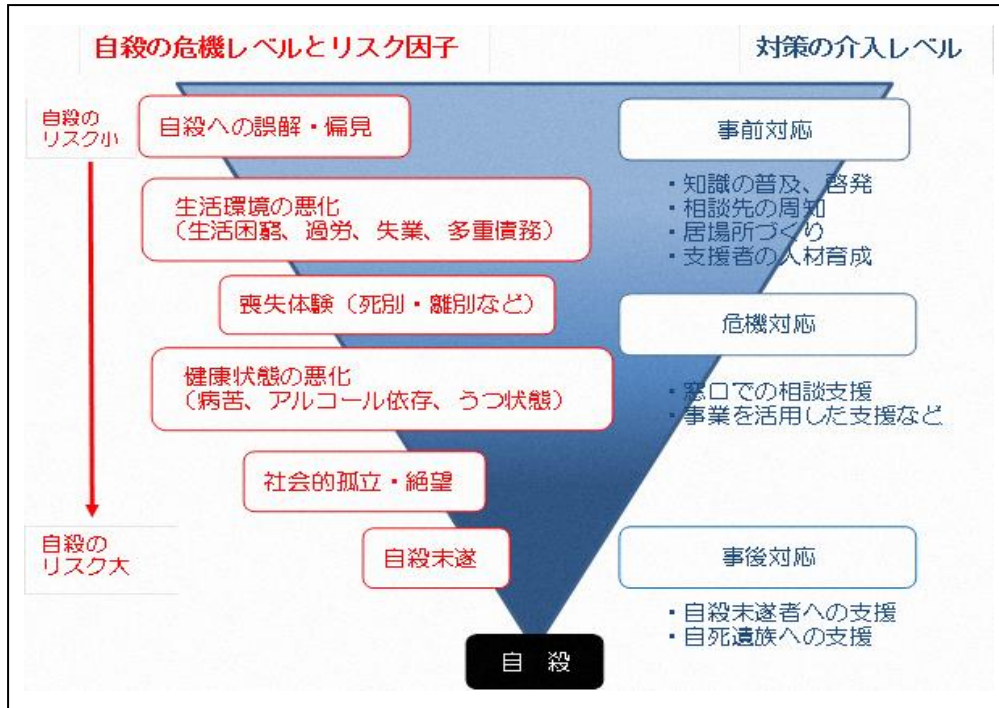 自殺の危機レベルとリスク因子
対策の介入レベル
自殺の
リスク小
自殺への誤解・偏見
生活環境の悪化
(生活困窮、過労、失業、多重債務)
喪失体験(死別・離別など)
健康状態の悪化
(病苦、アルコール依存、うつ状態)
社会的孤立・絶望
自殺の
リスク大
自殺未遂
事前対応
・知識の普及、啓発
・相談先の周知
・居場所づくり
・支援者の人材育成
危機対応
・窓口での相談支援
・事業を活用した支援など
事後対応
・自殺未遂者への支援
・自死遺族への支援
自 殺